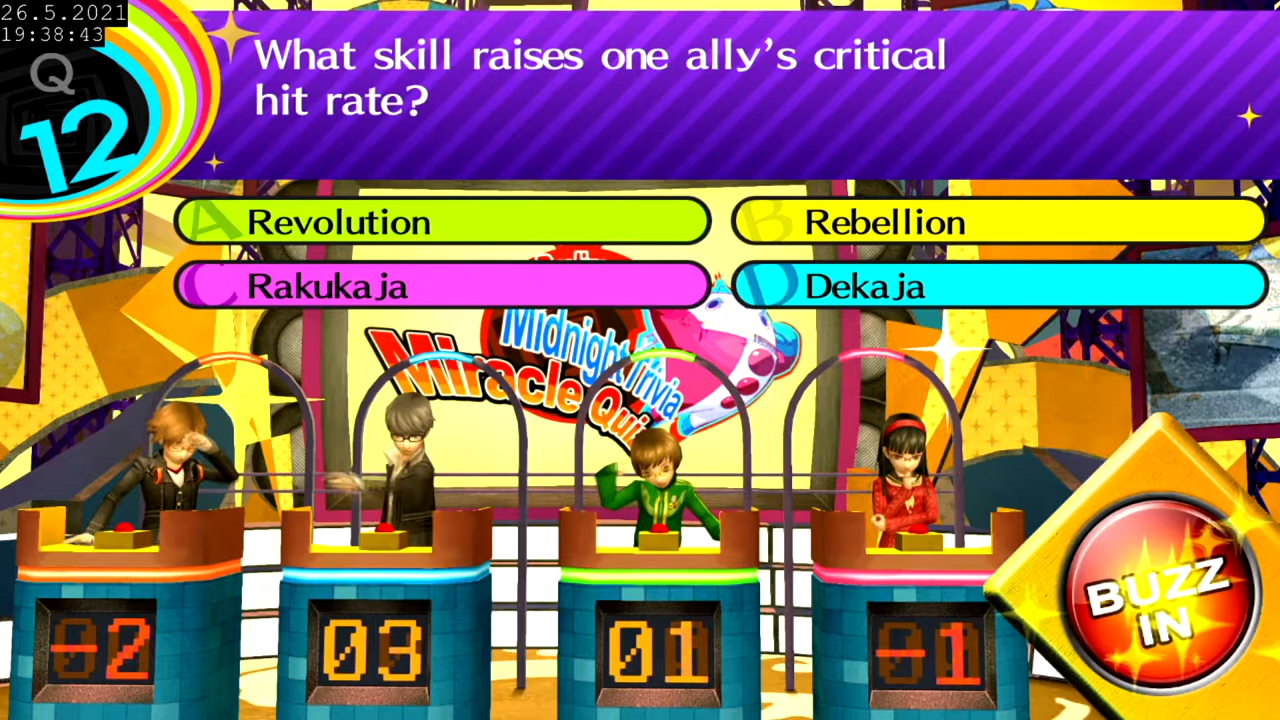 26.5.2021
19:38:43
Q
12
What skill raises one ally's critical
hit rate?
A Revolution
B Rebellion
C Rakukaja
D Dekaja
Midnight Trivia
Miracle Quiz
-2
03
01
-1
BUZZ
IN